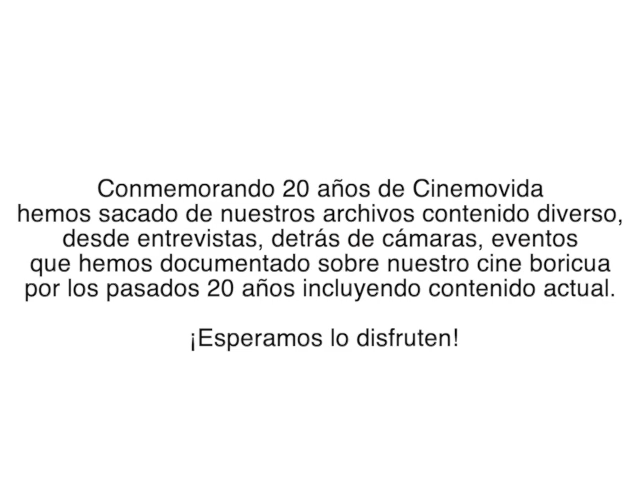 Conmemorando 20 años de Cinemovida
hemos sacado de nuestros archivos contenido diverso,
desde entrevistas, detrás de cámaras, eventos
que hemos documentado sobre nuestro cine boricua
por los pasados 20 años incluyendo contenido actual.
¡Esperamos lo disfruten!